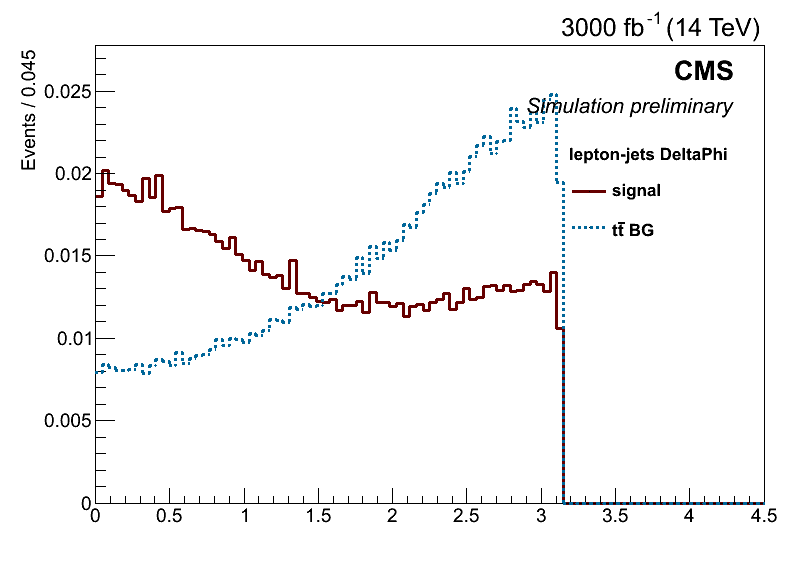 3000 fb-1 (14 TeV)
CMS
Simulation preliminary
lepton-jets DeltaPhi
signal
tt̄ BG
Events / 0.045
0.025
0.02
0.015
0.01
0.005
0
0 0.5 1 1.5 2 2.5 3 3.5 4 4.5